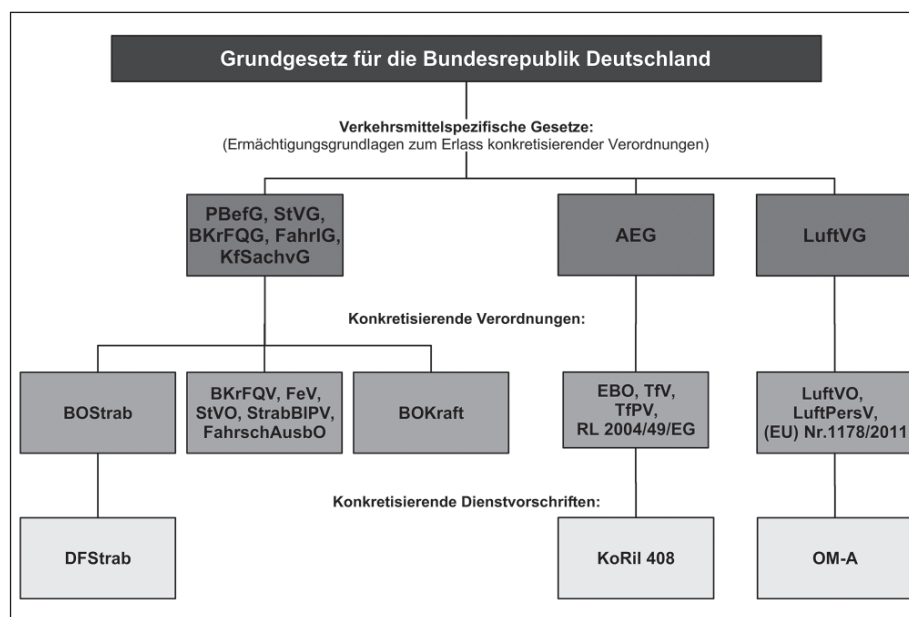 Grundgesetz für die Bundesrepublik Deutschland
Verkehrsmittelspezifische Gesetze:
(Ermächtigungsgrundlagen zum Erlass konkretisierender Verordnungen)
PBefG, StVG,
BKrFQG, FahrlG,
KfSachvG
AEG
LuftVG
Konkretisierende Verordnungen:
BOStrab
BKrFQV, FeV,
StVO, StrabBlPV,
FahrschAusbO
BOKraft
EBO, TfV,
TfPV,
RL 2004/49/EG
LuftVO,
LuftPersV,
(EU) Nr.1178/2011
Konkretisierende Dienstvorschriften:
DFStrab
KoRil 408
OM-A